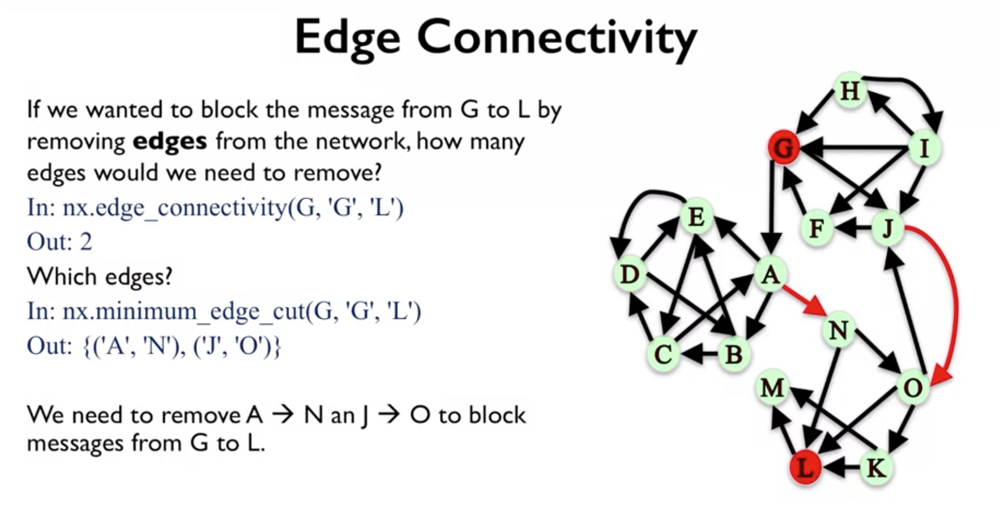 Edge Connectivity
If we wanted to block the message from G to L by
removing edges from the network, how many
edges would we need to remove?
In: nx.edge_connectivity(G, 'G', 'L')
Out: 2
Which edges?
In: nx.minimum_edge_cut(G, 'G', 'L')
Out: {('A', 'N'), ('J', 'O')}
We need to remove A → N an J → O to block
messages from G to L.
H
G
I
E
F
J
D
A
N
C
B
M
O
L
K